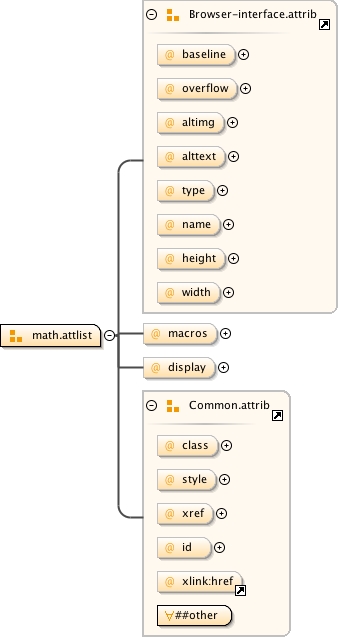 Browser-interface.attrib
@ baseline
@ overflow
@ altimg
@ alttext
@ type
@ name
@ height
@ width
math.attlist
@ macros
@ display
Common.attrib
@ class
@ style
@ xref
@ id
@ xlink:href
∀##other